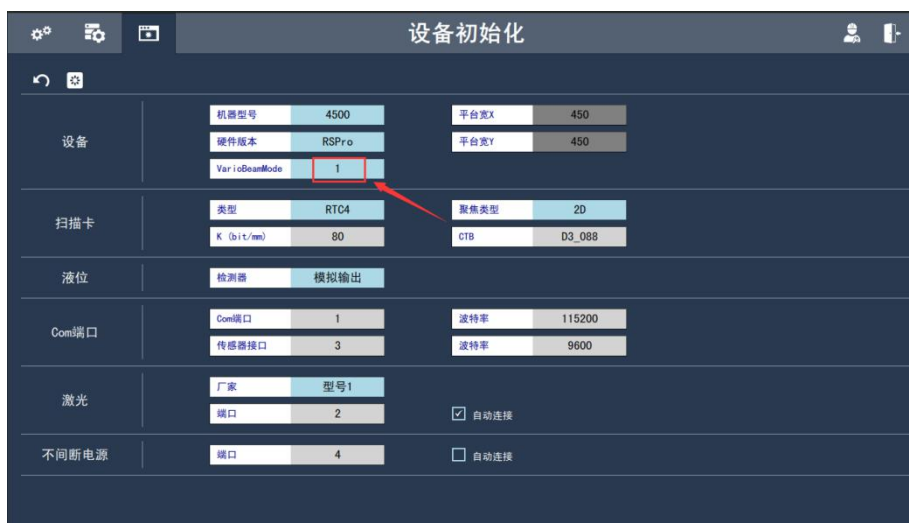 设备初始化
设备
机器型号 4500 平台宽X 450
硬件版本 RSPro 平台宽Y 450
VarioBeamMode 1
扫描卡
类型 RTC4 聚焦类型 2D
K (bit/mm) 80 CTB D3_088
液位
检测器 模拟输出
Com端口
Com端口 1 波特率 115200
传感器接口 3 波特率 9600
激光
厂家 型号1
端口 2 自动连接
不间断电源
端口 4 自动连接